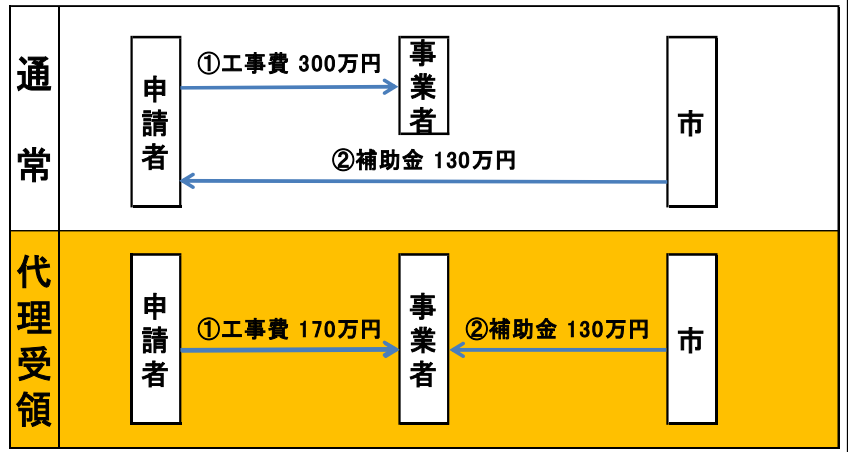 通常
申請者
①工事費 300万円
事業者
②補助金 130万円
市
代理受領
申請者
①工事費 170万円
事業者
②補助金 130万円
市